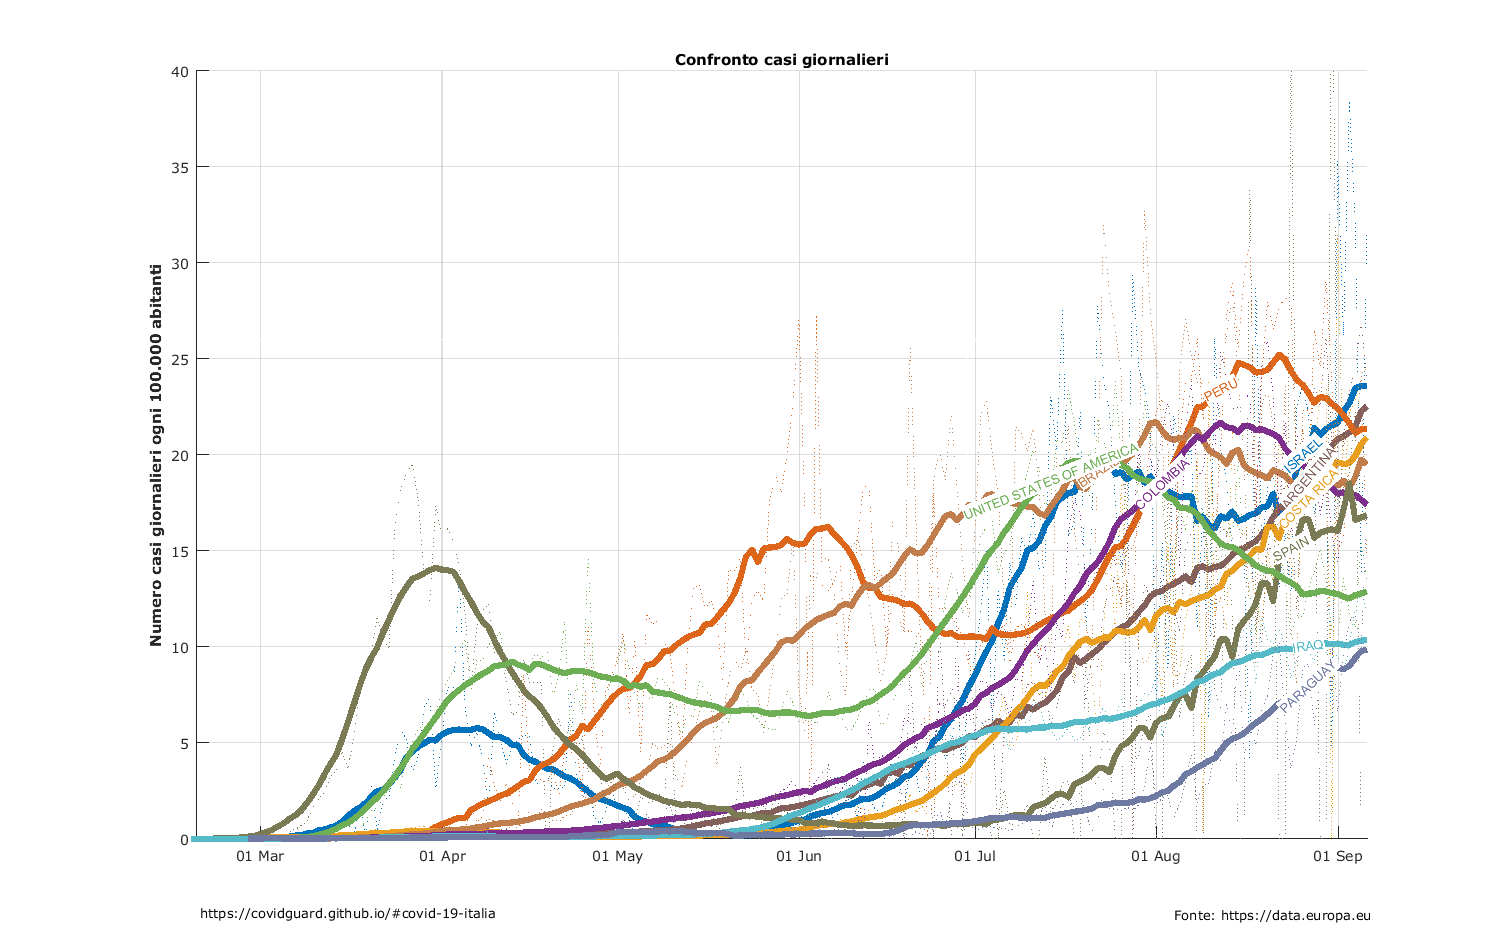 Confronto casi giornalieri
Numero casi giornalieri ogni 100.000 abitanti
40
35
30
25
20
15
10
5
0
01 Mar
01 Apr
01 May
01 Jun
01 Jul
01 Aug
01 Sep
PERU
UNITED STATES OF AMERICA
BRAZIL
COLOMBIA
ISRAEL
ARGENTINA
COSTA RICA
SPAIN
IRAQ
PARAGUAY
https://covidguard.github.io/#covid-19-italia
Fonte: https://data.europa.eu